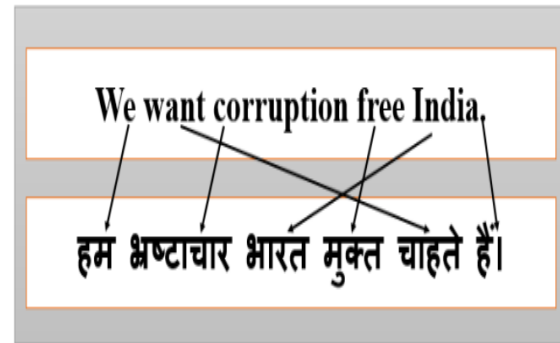 We want corruption free India.
हम भ्रष्टाचार भारत मुक्त चाहते हैं।